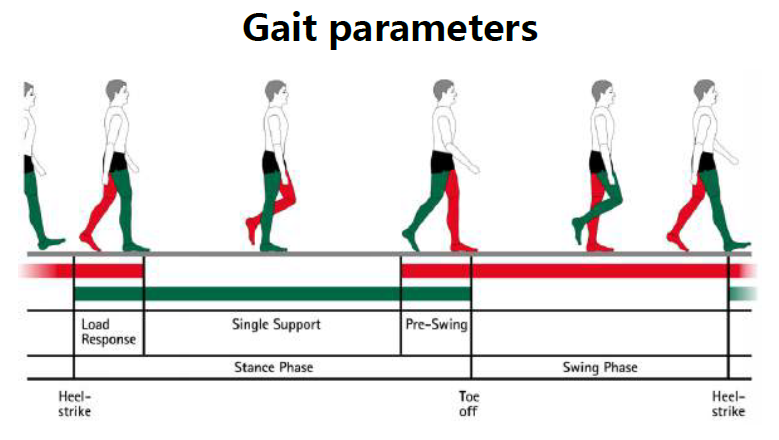 Gait parameters
Load
Response
Single Support
Pre-Swing
Stance Phase
Swing Phase
Heel-
strike
Toe
off
Heel-
strike